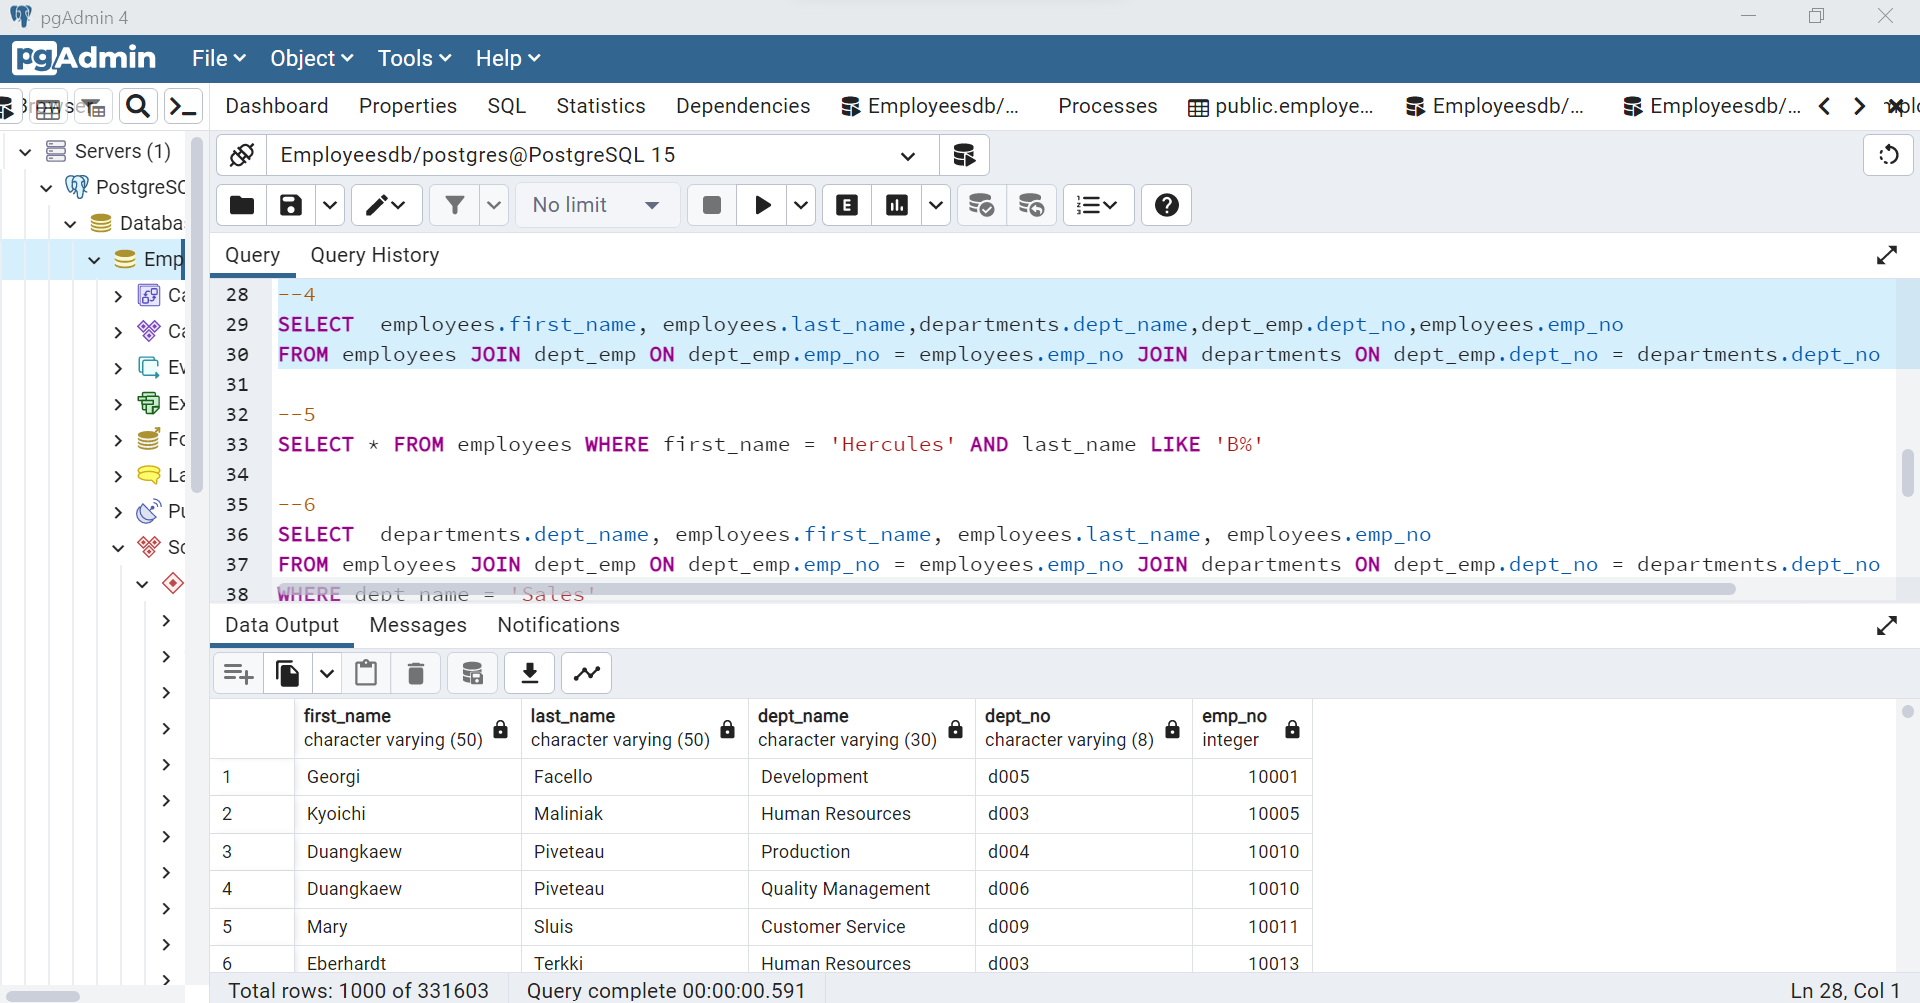 pgAdmin 4
pgAdmin File Object Tools Help
Dashboard Properties SQL Statistics Dependencies Employeesdb/... Processes public.employe... Employeesdb/... Employeesdb/...
Servers (1)
PostgreSQ
Databa
Emp
Ca
Ca
Ev
Ex
Fo
La
Pu
Sc
Employeesdb/postgres@PostgreSQL 15
No limit
E
Query Query History
28 --4
29 SELECT  employees.first_name, employees.last_name,departments.dept_name,dept_emp.dept_no,employees.emp_no
30 FROM employees JOIN dept_emp ON dept_emp.emp_no = employees.emp_no JOIN departments ON dept_emp.dept_no = departments.dept_no
31
32 --5
33 SELECT * FROM employees WHERE first_name = 'Hercules' AND last_name LIKE 'B%'
34
35 --6
36 SELECT  departments.dept_name, employees.first_name, employees.last_name, employees.emp_no
37 FROM employees JOIN dept_emp ON dept_emp.emp_no = employees.emp_no JOIN departments ON dept_emp.dept_no = departments.dept_no
38 WHERE dept_name = 'Sales'
Data Output Messages Notifications
first_name last_name dept_name dept_no emp_no
character varying (50) character varying (50) character varying (30) character varying (8) integer
1 Georgi Facello Development d005 10001
2 Kyoichi Maliniak Human Resources d003 10005
3 Duangkaew Piveteau Production d004 10010
4 Duangkaew Piveteau Quality Management d006 10010
5 Mary Sluis Customer Service d009 10011
6 Eberhardt Terkki Human Resources d003 10013
Total rows: 1000 of 331603 Query complete 00:00:00.591 Ln 28, Col 1